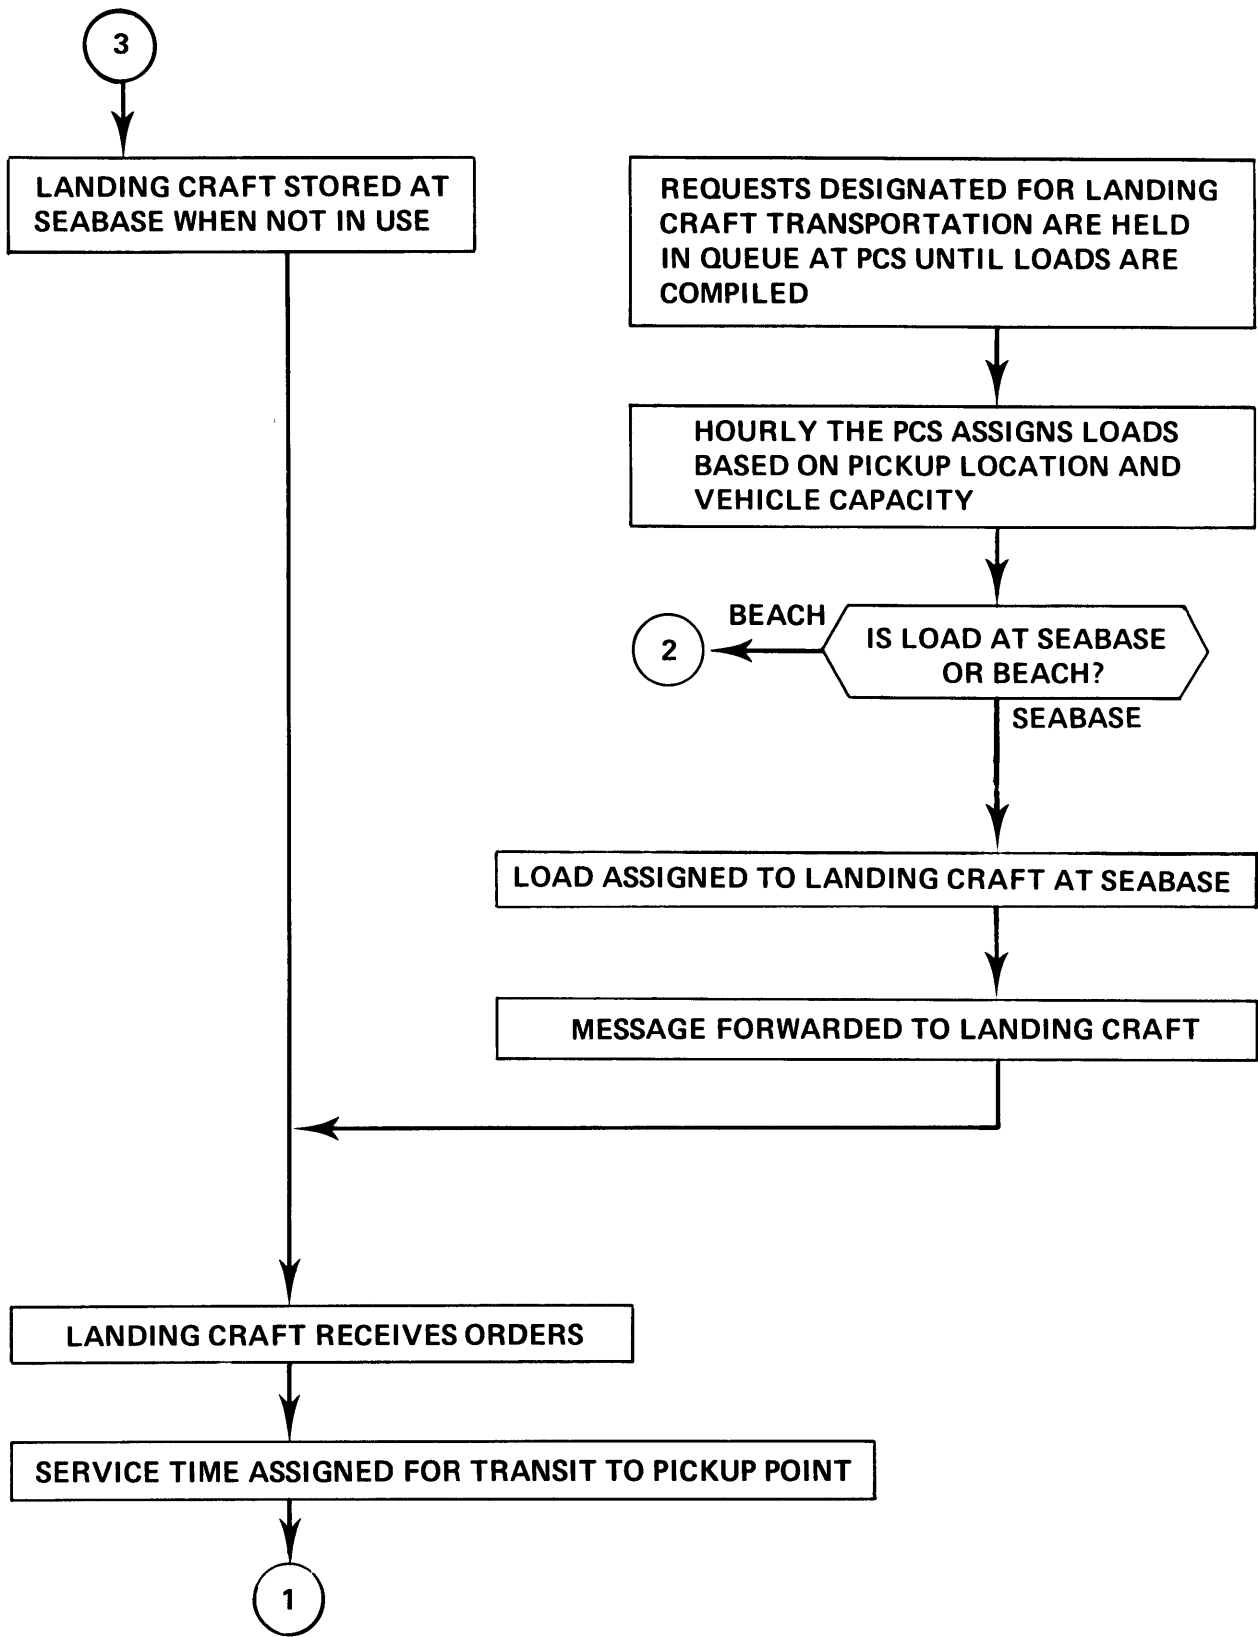 3
LANDING CRAFT STORED AT
SEABASE WHEN NOT IN USE
REQUESTS DESIGNATED FOR LANDING
CRAFT TRANSPORTATION ARE HELD
IN QUEUE AT PCS UNTIL LOADS ARE
COMPILED
HOURLY THE PCS ASSIGNS LOADS
BASED ON PICKUP LOCATION AND
VEHICLE CAPACITY
BEACH
2
IS LOAD AT SEABASE
OR BEACH?
SEABASE
LOAD ASSIGNED TO LANDING CRAFT AT SEABASE
MESSAGE FORWARDED TO LANDING CRAFT
LANDING CRAFT RECEIVES ORDERS
SERVICE TIME ASSIGNED FOR TRANSIT TO PICKUP POINT
1